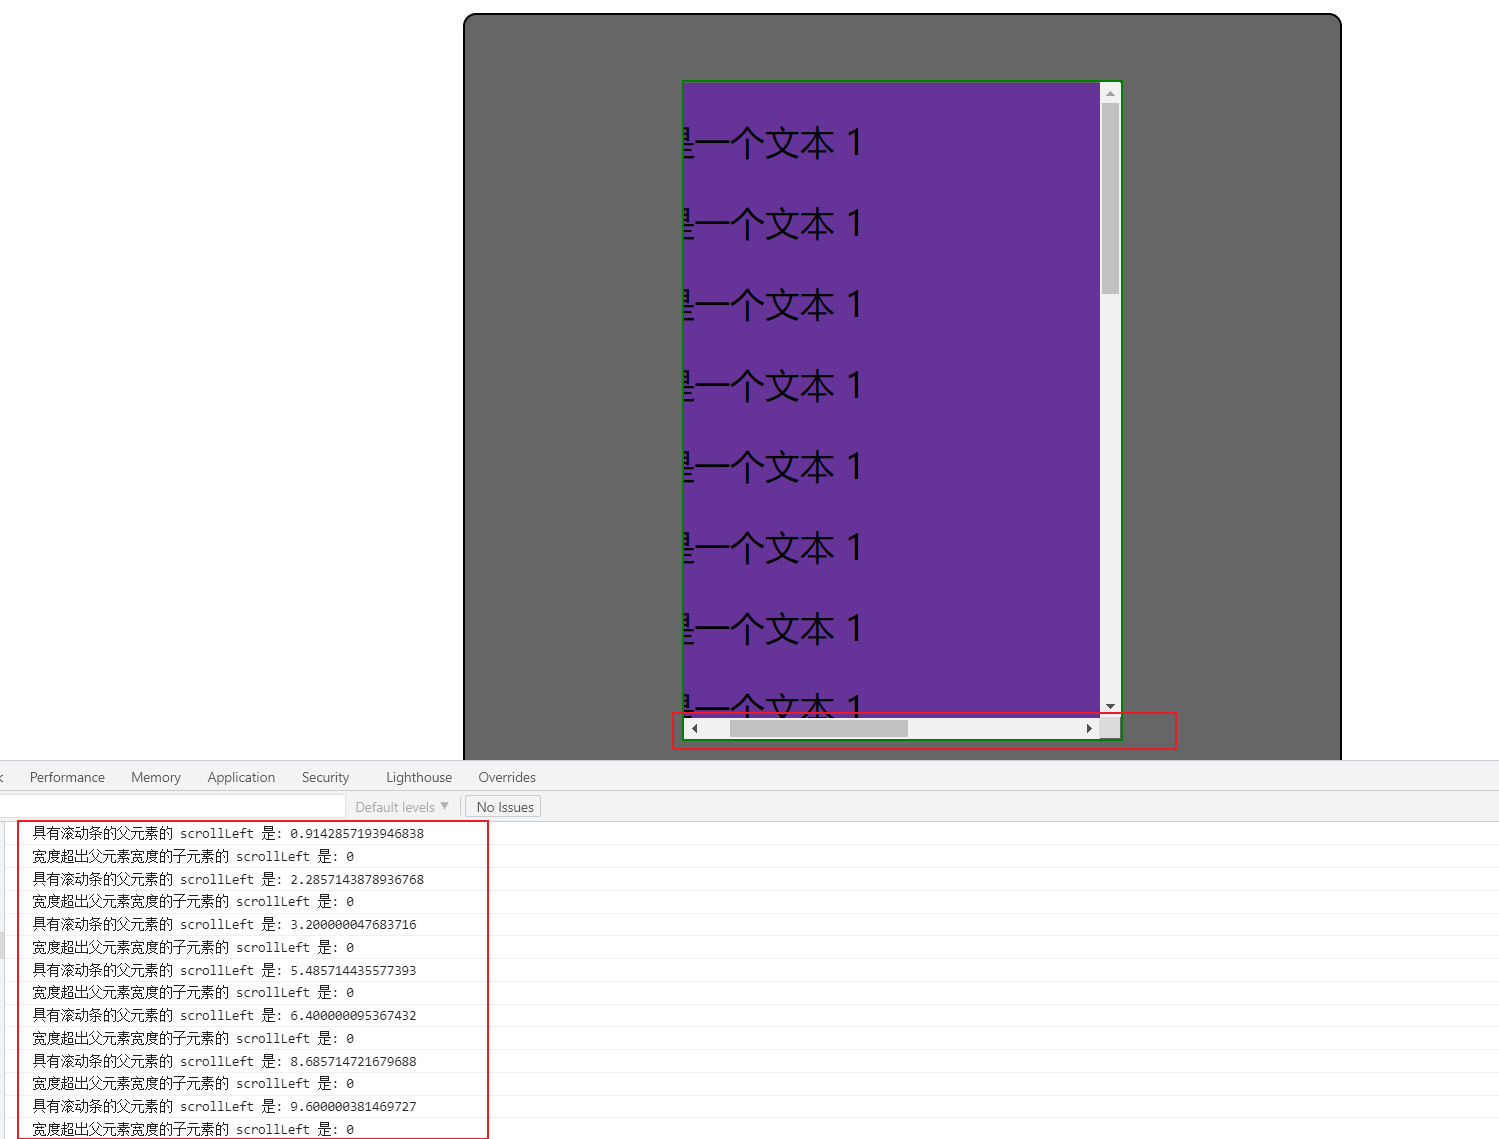 是一个文本 1
是一个文本 1
是一个文本 1
是一个文本 1
是一个文本 1
是一个文本 1
是一个文本 1
是一个文本 1
Performance Memory Application Security Lighthouse Overrides
Default levels ▼ No Issues
具有滚动条的父元素的 scrollLeft 是: 0.9142857193946838
宽度超出父元素宽度的子元素的 scrollLeft 是: 0
具有滚动条的父元素的 scrollLeft 是: 2.2857143878936768
宽度超出父元素宽度的子元素的 scrollLeft 是: 0
具有滚动条的父元素的 scrollLeft 是: 3.200000047683716
宽度超出父元素宽度的子元素的 scrollLeft 是: 0
具有滚动条的父元素的 scrollLeft 是: 5.485714435577393
宽度超出父元素宽度的子元素的 scrollLeft 是: 0
具有滚动条的父元素的 scrollLeft 是: 6.400000095367432
宽度超出父元素宽度的子元素的 scrollLeft 是: 0
具有滚动条的父元素的 scrollLeft 是: 8.685714721679688
宽度超出父元素宽度的子元素的 scrollLeft 是: 0
具有滚动条的父元素的 scrollLeft 是: 9.600000381469727
宽度超出父元素宽度的子元素的 scrollLeft 是: 0